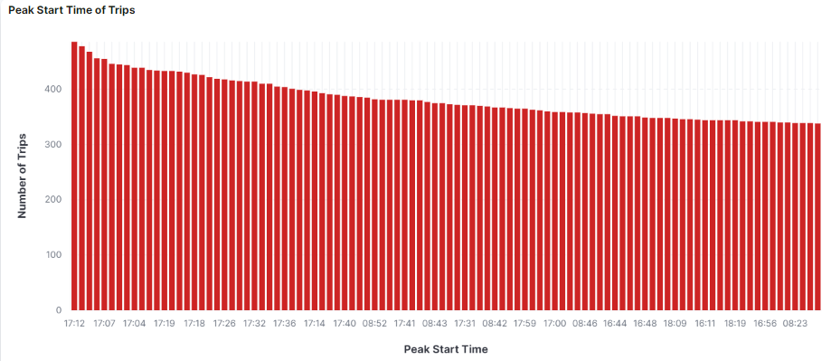 Peak Start Time of Trips
Number of Trips
400
300
200
100
0
17:12 17:07 17:04 17:19 17:18 17:26 17:32 17:36 17:14 17:40 08:52 17:41 08:43 17:31 08:42 17:59 17:00 08:46 16:44 16:48 18:09 16:11 18:19 16:56 08:23
Peak Start Time